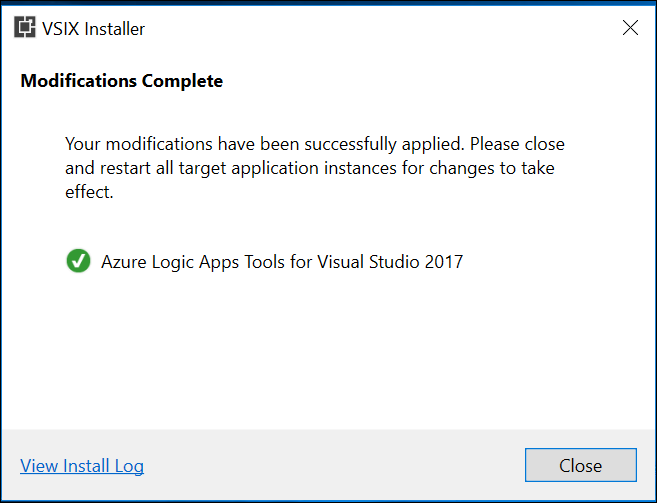 VSIX Installer
Modifications Complete
Your modifications have been successfully applied. Please close
and restart all target application instances for changes to take
effect.
Azure Logic Apps Tools for Visual Studio 2017
View Install Log
Close